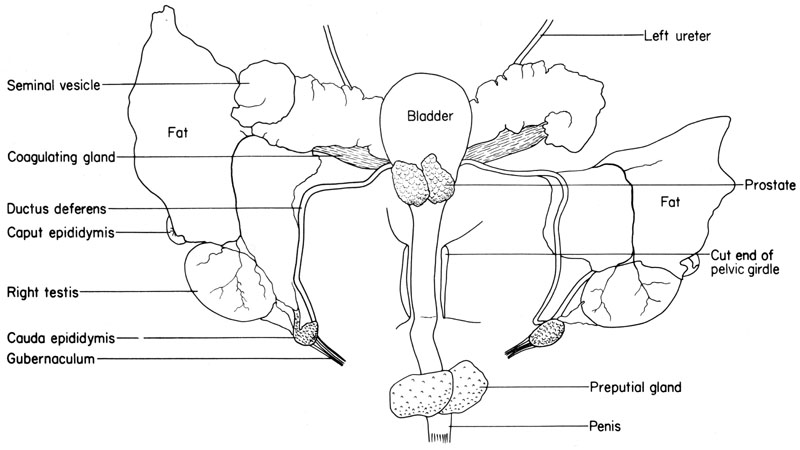 Left ureter
Seminal vesicle
Bladder
Fat
Coagulating gland
Prostate
Ductus deferens
Fat
Caput epididymis
Cut end of
pelvic girdle
Right testis
Cauda epididymis
Gubernaculum
Preputial gland
Penis